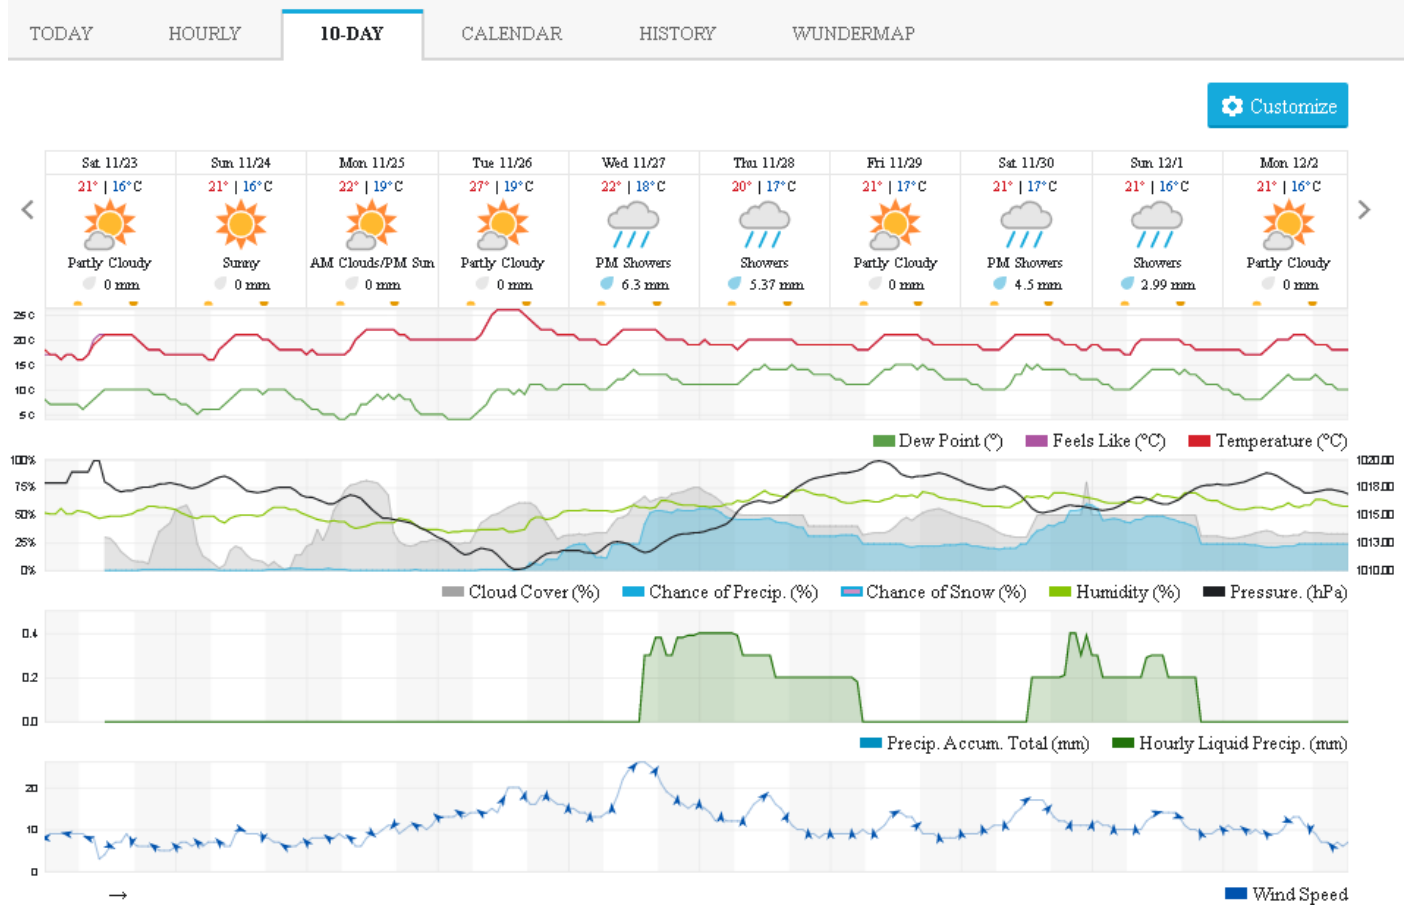 TODAY HOURLY 10-DAY CALENDAR HISTORY WUNDERMAP
Customize
Sat 11/23 Sun 11/24 Mon 11/25 Tue 11/26 Wed 11/27 Thu 11/28 Fri 11/29 Sat 11/30 Sun 12/1 Mon 12/2
21° | 16°C 21° | 16°C 22° | 19°C 27° | 19°C 22° | 18°C 20° | 17°C 21° | 17°C 21° | 17°C 21° | 16°C 21° | 16°C
Partly Cloudy Sunny AM Clouds/PM Sun Partly Cloudy PM Showers Showers Partly Cloudy PM Showers Showers Partly Cloudy
0 mm 0 mm 0 mm 0 mm 6.3 mm 5.37 mm 0 mm 4.5 mm 2.99 mm 0 mm
25 C
20 C
15 C
10 C
5 C
Dew Point (°) Feels Like (°C) Temperature (°C)
100% 1020.00
75% 1018.00
50% 1015.00
25% 1013.00
0% 1010.00
Cloud Cover (%) Chance of Precip. (%) Chance of Snow (%) Humidity (%) Pressure. (hPa)
0.4
0.2
0.0
Precip. Accum. Total (mm) Hourly Liquid Precip. (mm)
20
10
0
Wind Speed